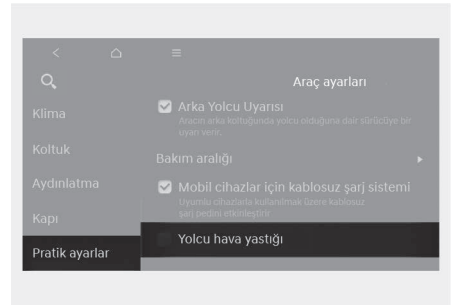 Araç ayarları
Klima
Koltuk
Aydınlatma
Kapı
Pratik ayarlar
Arka Yolcu Uyarısı
Aracın arka koltuğunda yolcu olduğuna dair sürücüye bir
uyarı verir.
Bakım aralığı
Mobil cihazlar için kablosuz şarj sistemi
Uyumlu cihazlarla kullanılmak üzere kablosuz
şarj pedini etkinleştirir
Yolcu hava yastığı